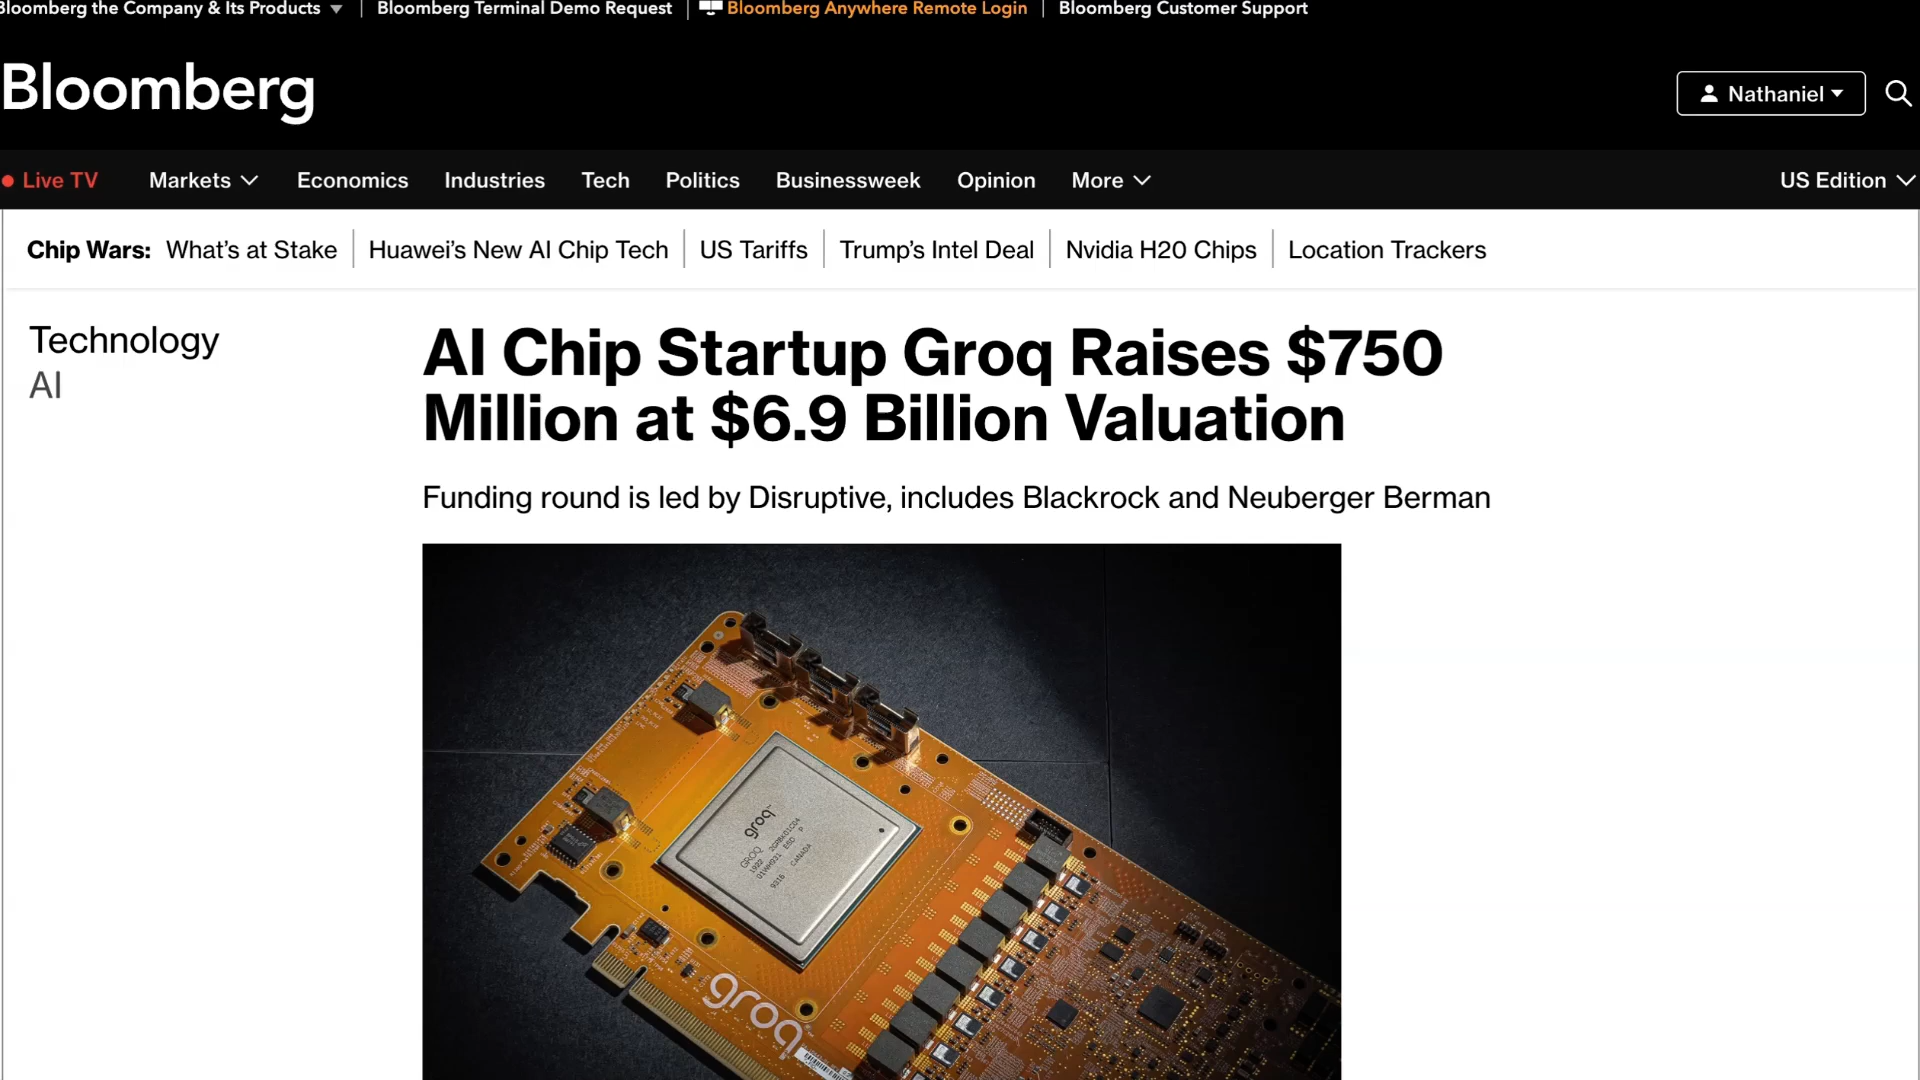 Bloomberg the Company & Its Products
Bloomberg Terminal Demo Request
Bloomberg Anywhere Remote Login
Bloomberg Customer Support
Bloomberg
Nathaniel
Live TV
Markets
Economics
Industries
Tech
Politics
Businessweek
Opinion
More
US Edition
Chip Wars: What's at Stake
Huawei's New AI Chip Tech
US Tariffs
Trump's Intel Deal
Nvidia H20 Chips
Location Trackers
Technology
AI
AI Chip Startup Groq Raises $750
Million at $6.9 Billion Valuation
Funding round is led by Disruptive, includes Blackrock and Neuberger Berman
groq™
GROQ
CANADA
9316
groq